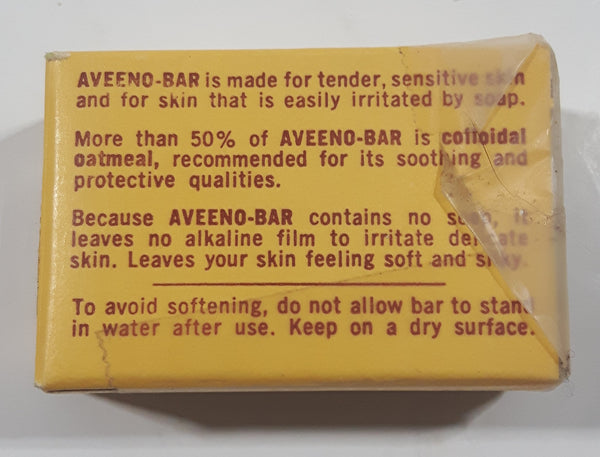 AVEENO-BAR is made for tender, sensitive skin
and for skin that is easily irritated by soap.
More than 50% of AVEENO-BAR is colloidal
oatmeal, recommended for its soothing and
protective qualities.
Because AVEENO-BAR contains no soap, it
leaves no alkaline film to irritate delicate
skin. Leaves your skin feeling soft and silky.
To avoid softening, do not allow bar to stand
in water after use. Keep on a dry surface.